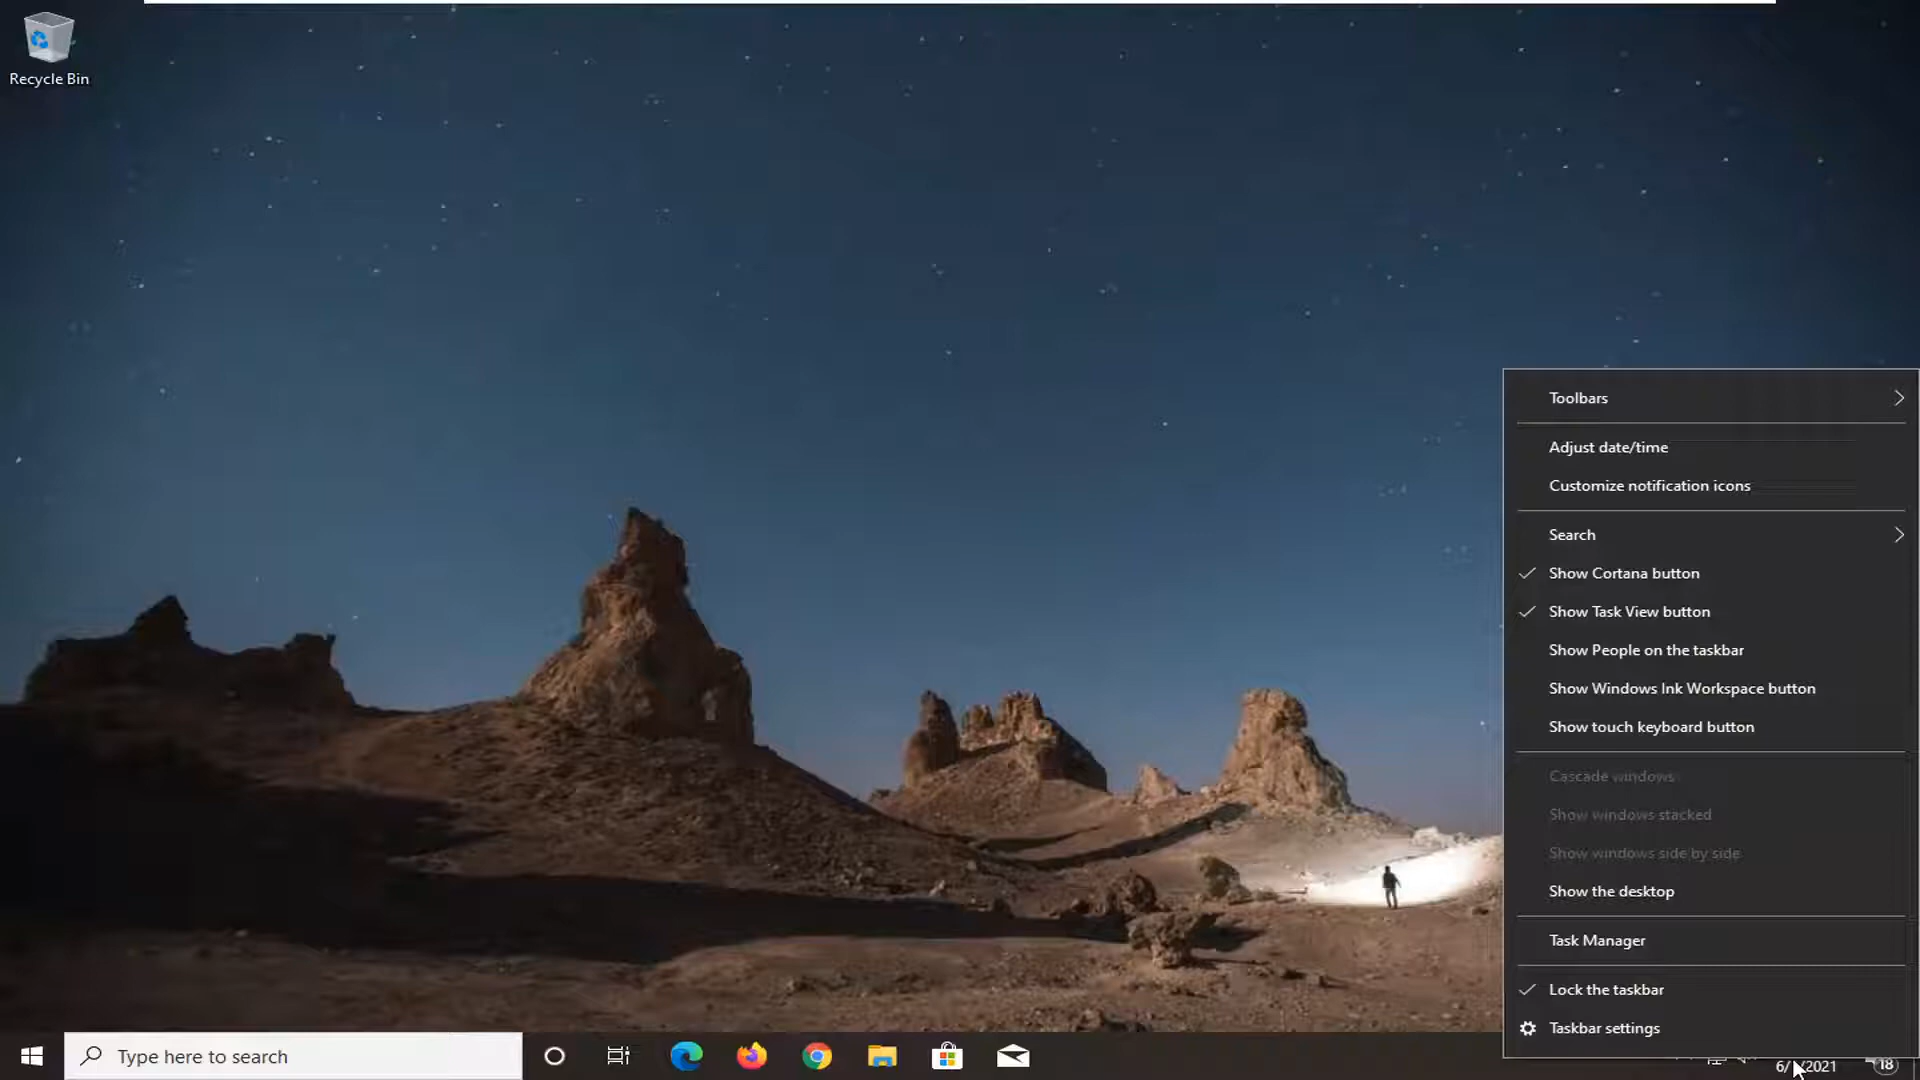 Recycle Bin
Toolbars
Adjust date/time
Customize notification icons
Search
Show Cortana button
Show Task View button
Show People on the taskbar
Show Windows Ink Workspace button
Show touch keyboard button
Cascade windows
Show windows stacked
Show windows side by side
Show the desktop
Task Manager
Lock the taskbar
Taskbar settings
Type here to search
18